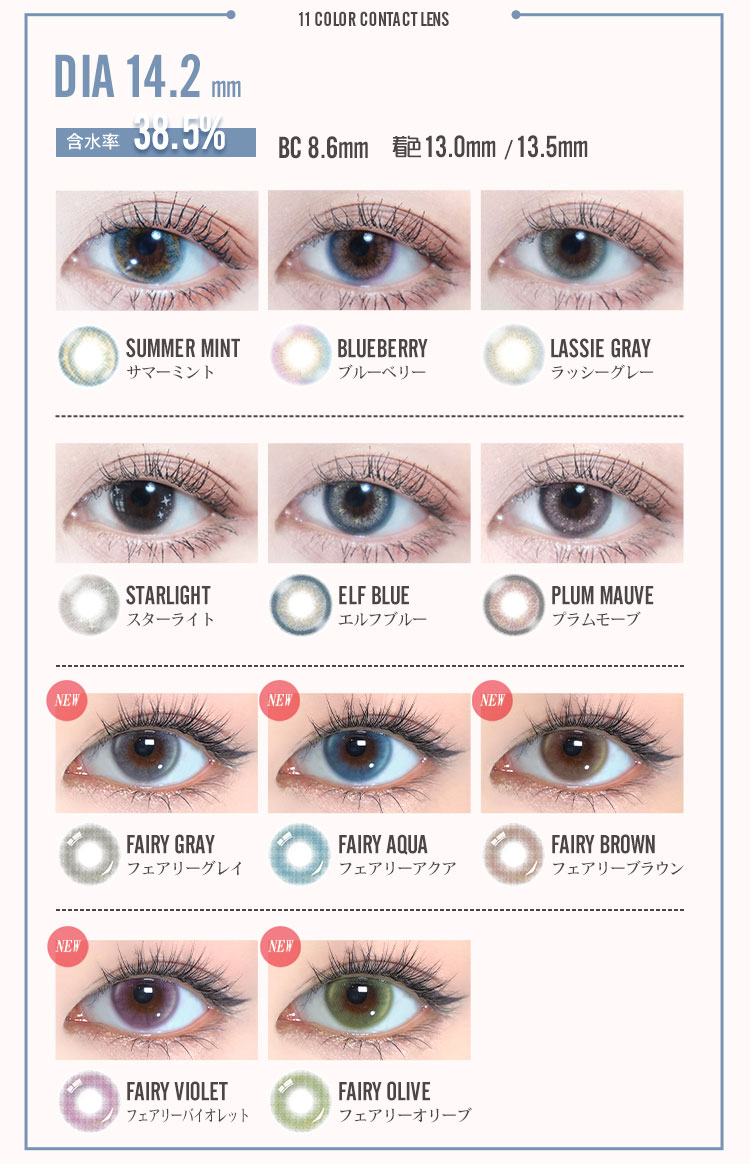 11 COLOR CONTACT LENS
DIA 14.2 mm
含水率 38.5% BC 8.6mm 着色 13.0mm / 13.5mm
SUMMER MINT
サマーミント
BLUEBERRY
ブルーベリー
LASSIE GRAY
ラッシーグレー
STARLIGHT
スターライト
ELF BLUE
エルフブルー
PLUM MAUVE
プラムモーブ
NEW
FAIRY GRAY
フェアリーグレイ
NEW
FAIRY AQUA
フェアリーアクア
NEW
FAIRY BROWN
フェアリーブラウン
NEW
FAIRY VIOLET
フェアリーバイオレット
NEW
FAIRY OLIVE
フェアリーオリーブ